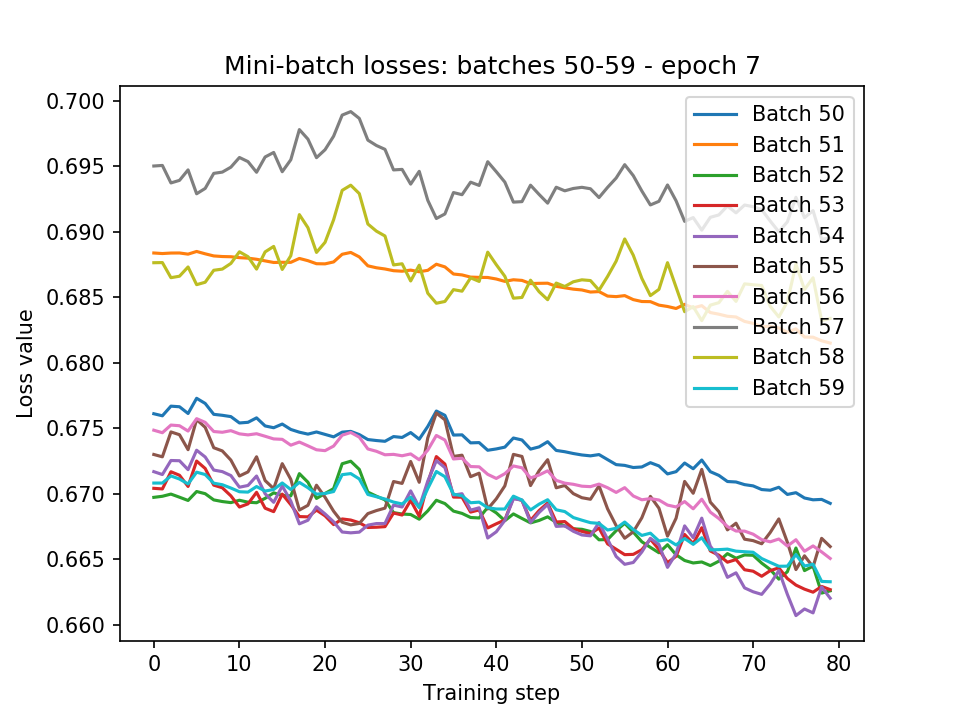 Mini-batch losses: batches 50-59 - epoch 7
0.700
0.695
0.690
0.685
0.680
0.675
0.670
0.665
0.660
Loss value
0
10
20
30
40
50
60
70
80
Training step
Batch 50
Batch 51
Batch 52
Batch 53
Batch 54
Batch 55
Batch 56
Batch 57
Batch 58
Batch 59